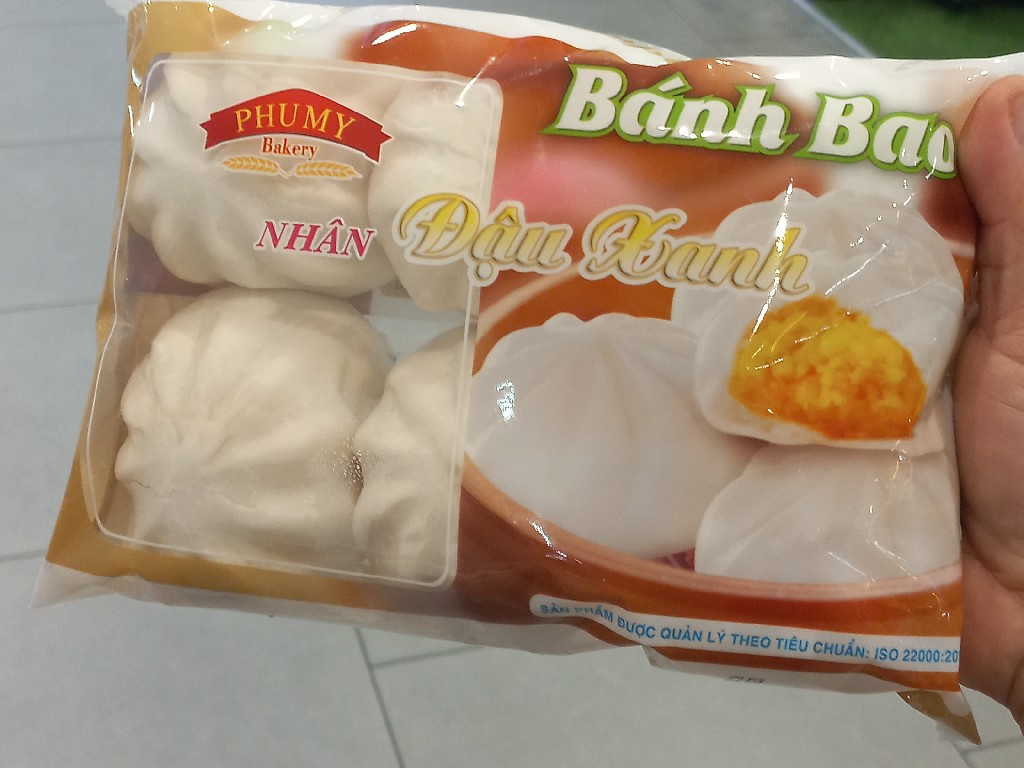 PHUMY
Bakery
Bánh Bao
NHÂN Đậu Xanh
SẢN PHẨM ĐƯỢC QUẢN LÝ THEO TIÊU CHUẨN: ISO 22000:20